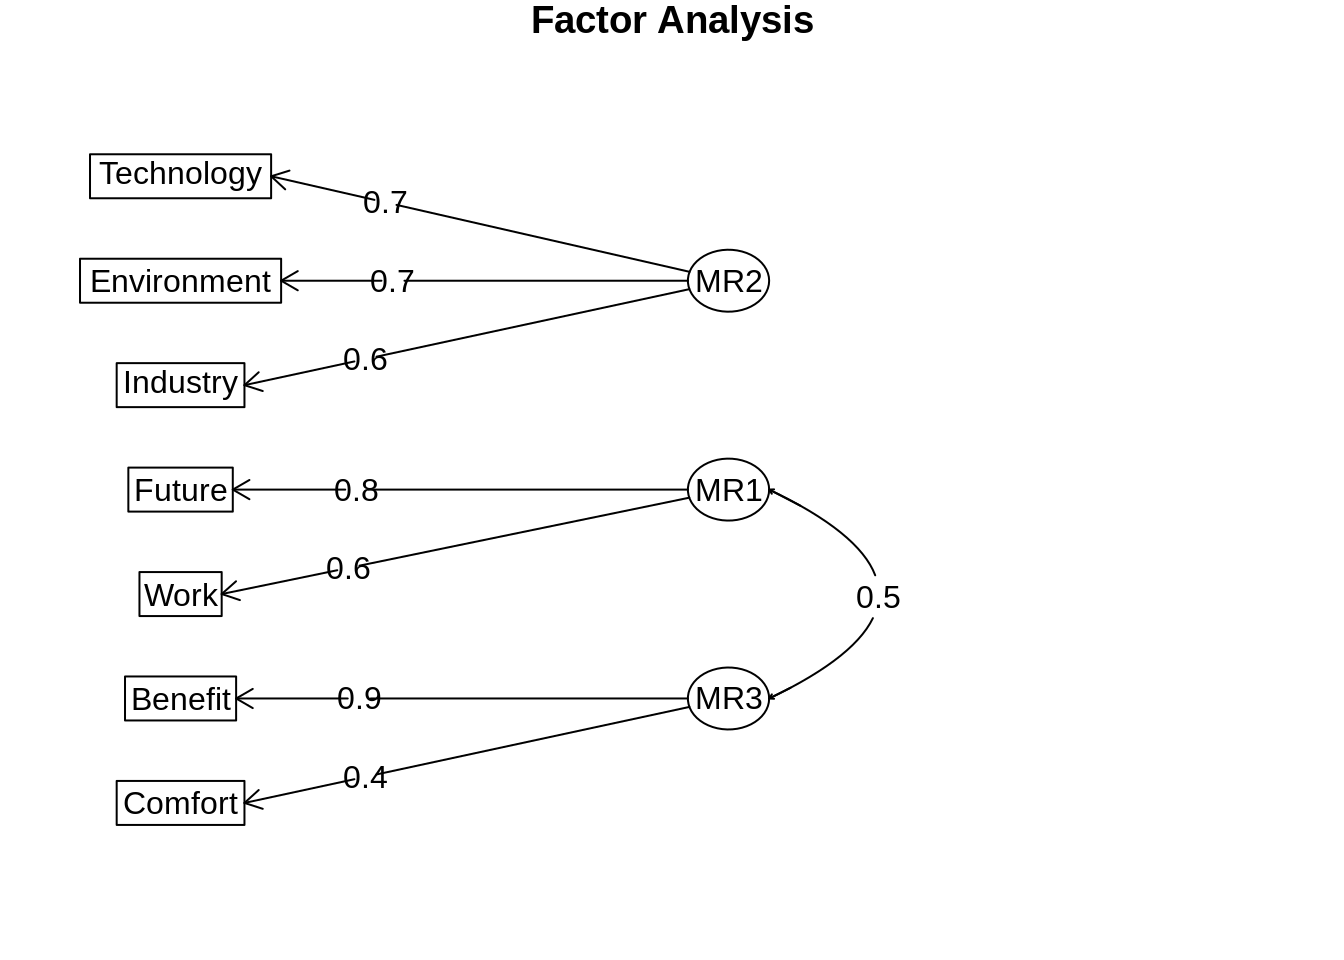 Factor Analysis
Technology
0.7
Environment
0.7
MR2
Industry
0.6
Future
0.8
MR1
Work
0.6
0.5
Benefit
0.9
MR3
Comfort
0.4